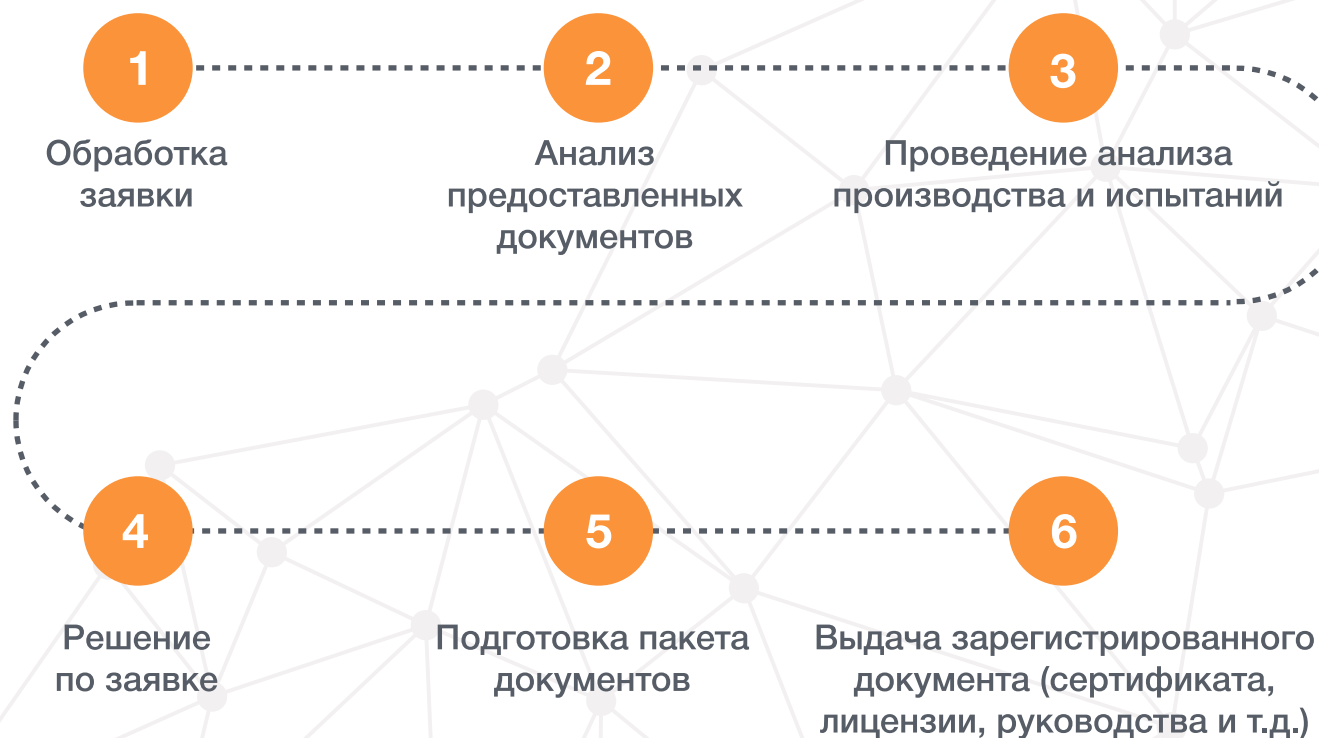 1
Обработка
заявки
2
Анализ
предоставленных
документов
3
Проведение анализа
производства и испытаний
4
Решение
по заявке
5
Подготовка пакета
документов
6
Выдача зарегистрированного
документа (сертификата,
лицензии, руководства и т.д.)